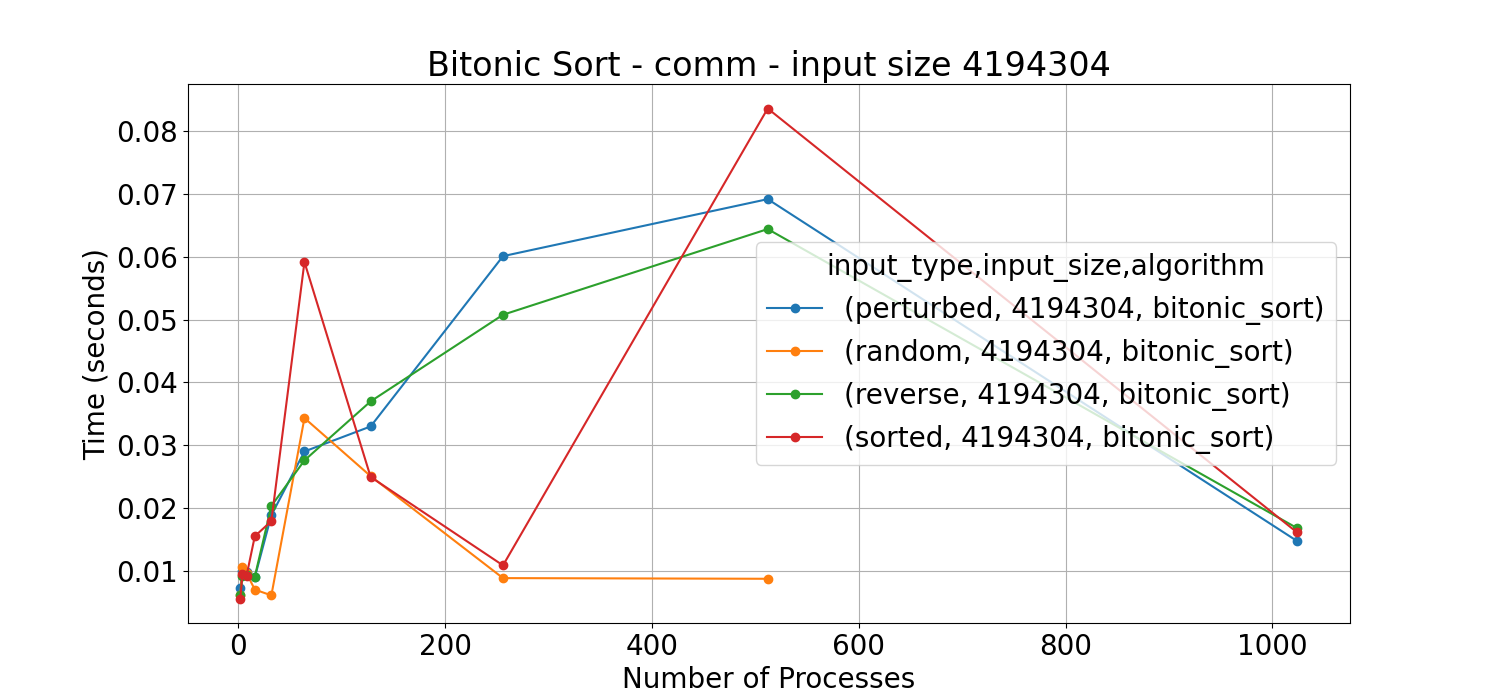 Bitonic Sort - comm - input size 4194304
Time (seconds)
0.08
0.07
0.06
0.05
0.04
0.03
0.02
0.01
input_type,input_size,algorithm
(perturbed, 4194304, bitonic_sort)
(random, 4194304, bitonic_sort)
(reverse, 4194304, bitonic_sort)
(sorted, 4194304, bitonic_sort)
0 200 400 600 800 1000
Number of Processes